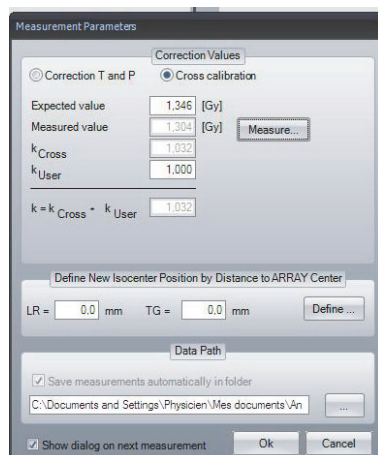 Measurement Parameters
Correction Values
Correction T and P Cross calibration
Expected value 1,346 [Gy]
Measured value 1,304 [Gy] Measure...
kCross 1,032
kUser 1,000
k = kCross * kUser 1,032
Define New Isocenter Position by Distance to ARRAY Center
LR = 0,0 mm TG = 0,0 mm Define ...
Data Path
Save measurements automatically in folder
C:\Documents and Settings\Physicien\Mes documents\An ...
Show dialog on next measurement Ok Cancel